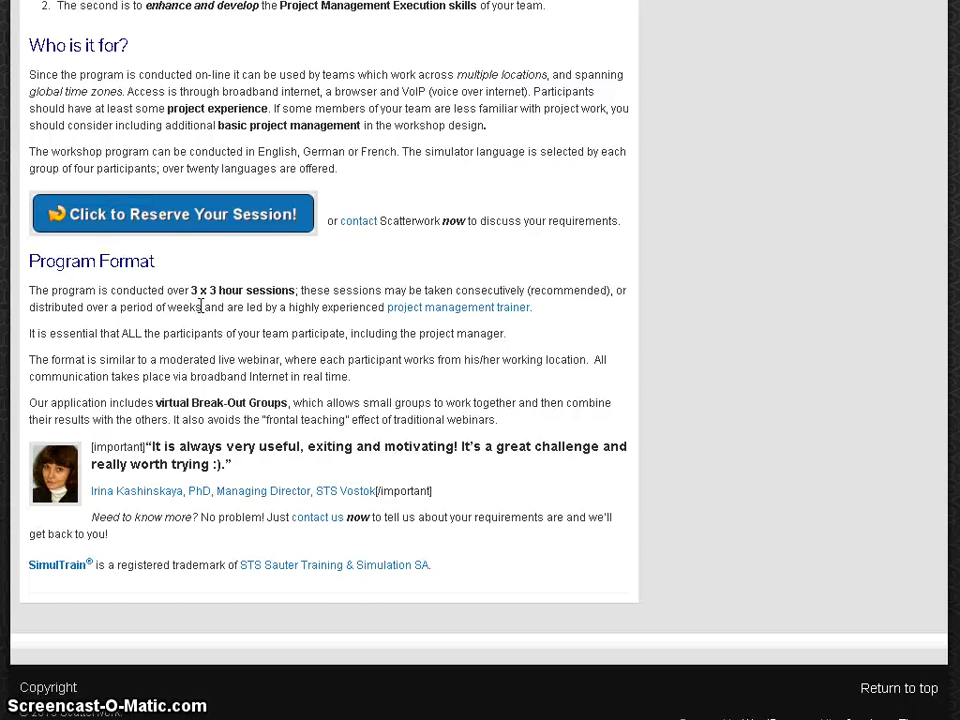 2. The second is to enhance and develop the Project Management Execution skills of your team.
Who is it for?
Since the program is conducted on-line it can be used by teams which work across multiple locations, and spanning
global time zones. Access is through broadband internet, a browser and VoIP (voice over internet). Participants
should have at least some project experience. If some members of your team are less familiar with project work, you
should consider including additional basic project management in the workshop design.
The workshop program can be conducted in English, German or French. The simulator language is selected by each
group of four participants; over twenty languages are offered.
Click to Reserve Your Session! or contact Scatterwork now to discuss your requirements.
Program Format
The program is conducted over 3 x 3 hour sessions; these sessions may be taken consecutively (recommended), or
distributed over a period of weeks and are led by a highly experienced project management trainer.
It is essential that ALL the participants of your team participate, including the project manager.
The format is similar to a moderated live webinar, where each participant works from his/her working location. All
communication takes place via broadband Internet in real time.
Our application includes virtual Break-Out Groups, which allows small groups to work together and then combine
their results with the others. It also avoids the "frontal teaching" effect of traditional webinars.
[important]“It is always very useful, exiting and motivating! It’s a great challenge and
really worth trying :).”
Irina Kashinskaya, PhD, Managing Director, STS Vostok[/important]
Need to know more? No problem! Just contact us now to tell us about your requirements are and we'll
get back to you!
SimulTrain® is a registered trademark of STS Sauter Training & Simulation SA.
Copyright
Return to top
Screencast-O-Matic.com